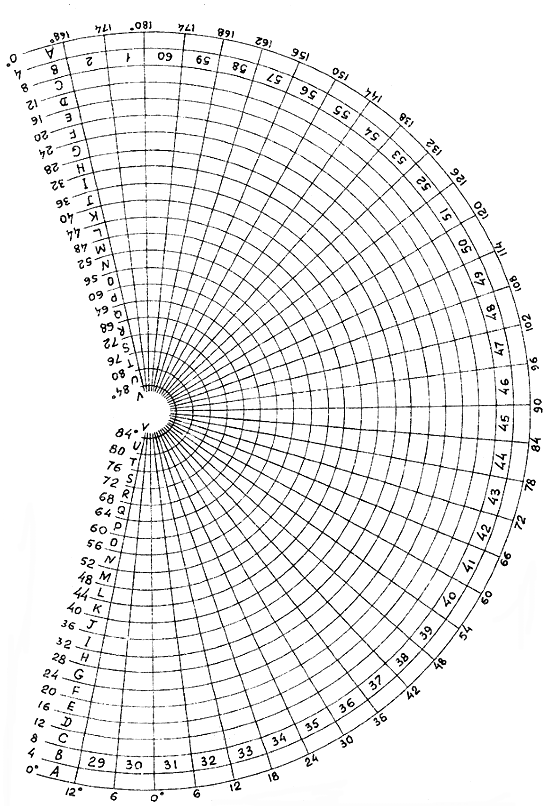 168° 174 180° 174 168 162 156 150 144 138 132 126 120 114 108 102 96 90 84 78 72 66 60 54 48 42 36 30 24 18 12 6 0° 6 12°
2 1 60 59 58 57 56 55 54 53 52 51 50 49 48 47 46 45 44 43 42 41 40 39 38 37 36 35 34 33 32 31 30 29
0°
A
4
B
8
C
12
D
16
E
20
F
24
G
28
H
32
I
36
J
40
K
44
L
48
M
52
N
56
O
60
P
64
Q
68
R
72
S
76
T
80
U
84°
V
84°
V
80
U
76
T
72
S
68
R
64
Q
60
P
56
O
52
N
48
M
44
L
40
K
36
J
32
I
28
H
24
G
20
F
16
E
12
D
8
C
4
B
0°
A